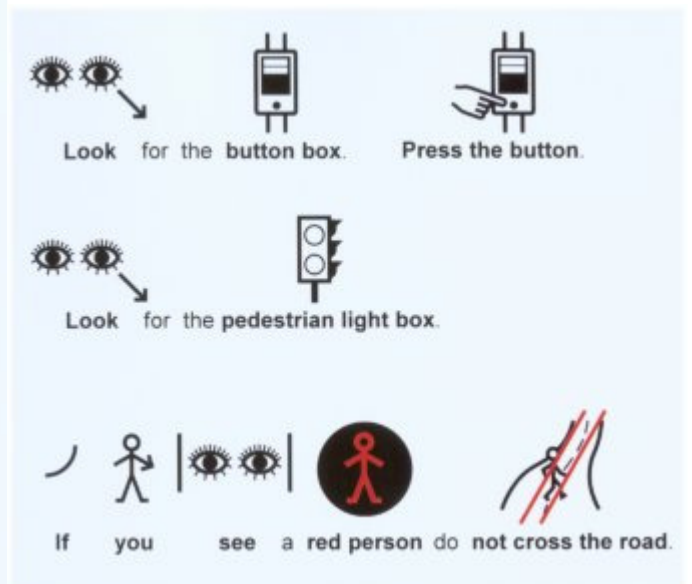 Look for the button box. Press the button.
Look for the pedestrian light box.
If you see a red person do not cross the road.